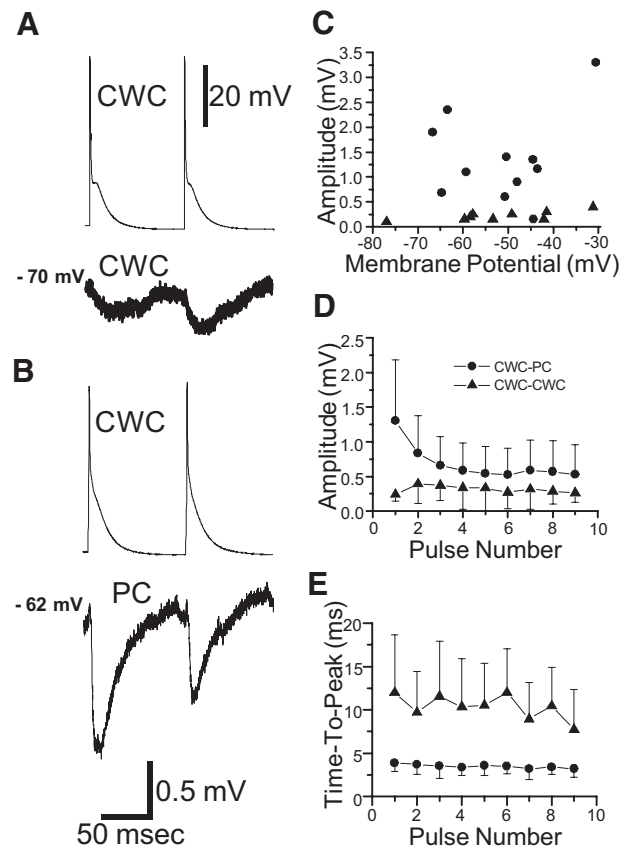 A
CWC
20 mV
CWC
- 70 mV
B
CWC
PC
- 62 mV
0.5 mV
50 msec
C
Amplitude (mV)
3.5
3.0
2.5
2.0
1.5
1.0
0.5
0.0
-80 -70 -60 -50 -40 -30
Membrane Potential (mV)
D
Amplitude (mV)
2.5
2.0
1.5
1.0
0.5
0.0
CWC-PC
CWC-CWC
0 2 4 6 8 10
Pulse Number
E
Time-To-Peak (ms)
20
15
10
5
0
0 2 4 6 8 10
Pulse Number